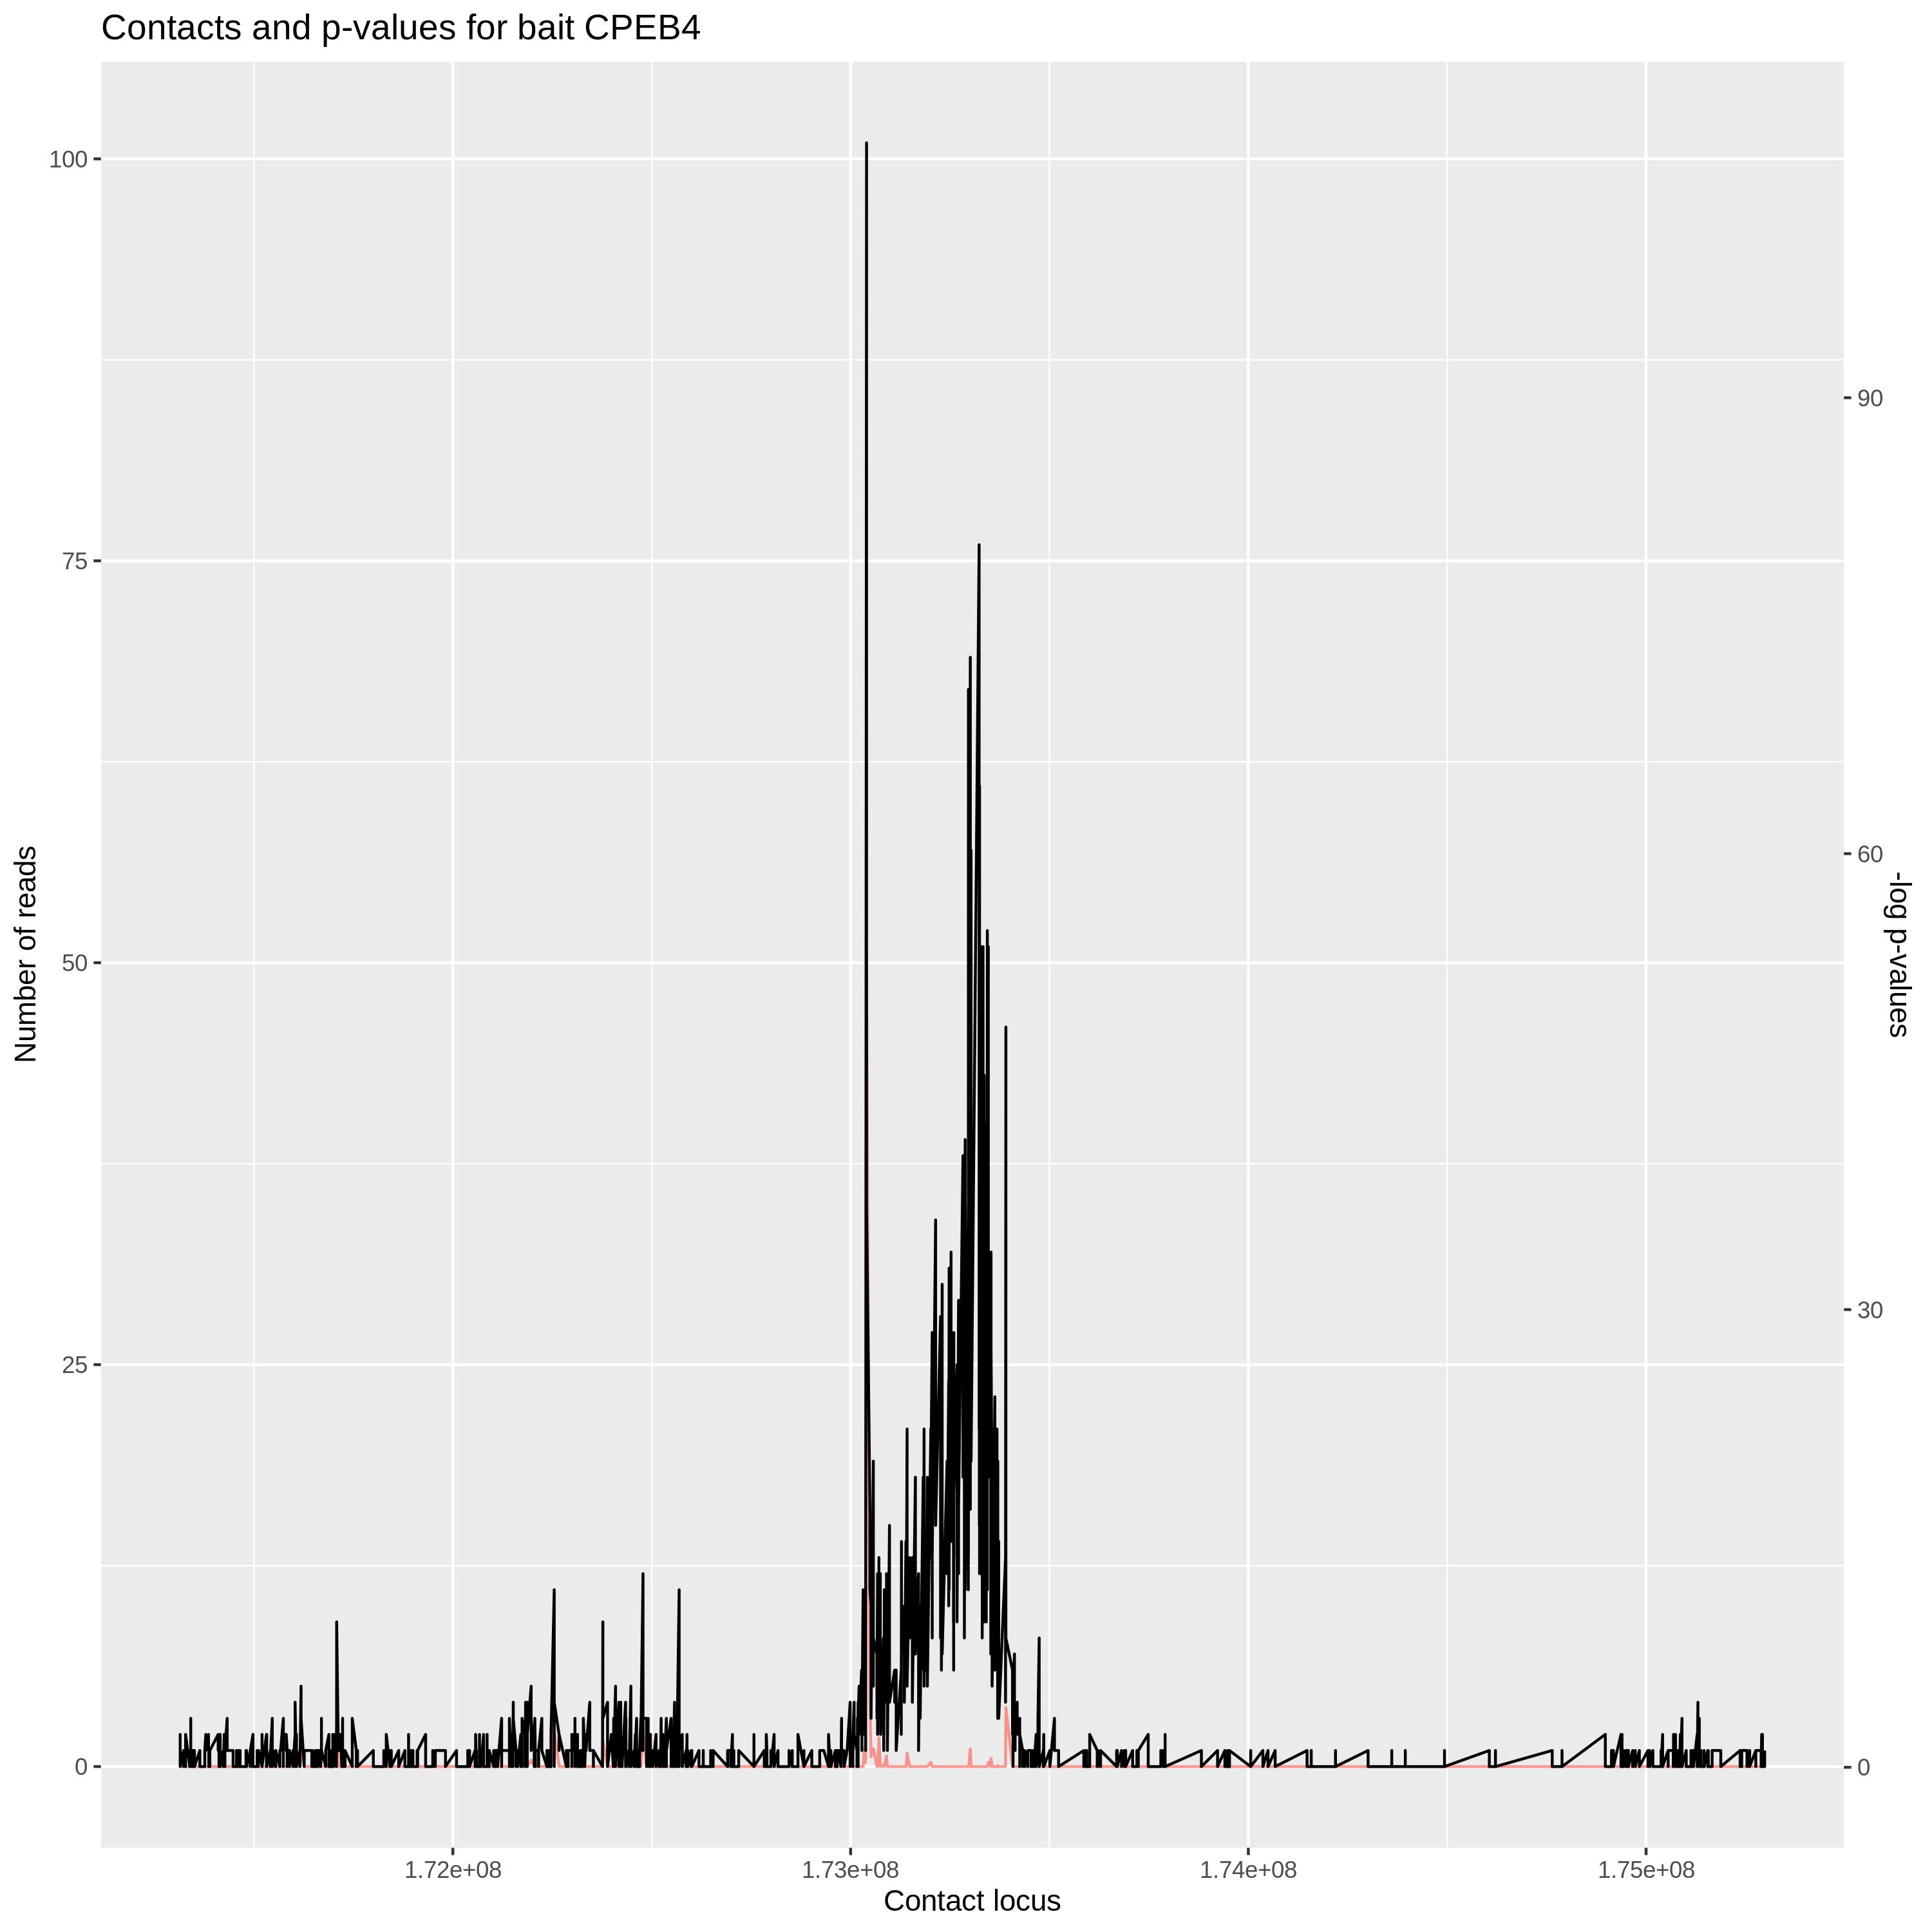 Contacts and p-values for bait CPEB4
100
75
50
25
0
Number of reads
90
60
30
0
-log p-values
1.72e+08 1.73e+08 1.74e+08 1.75e+08
Contact locus